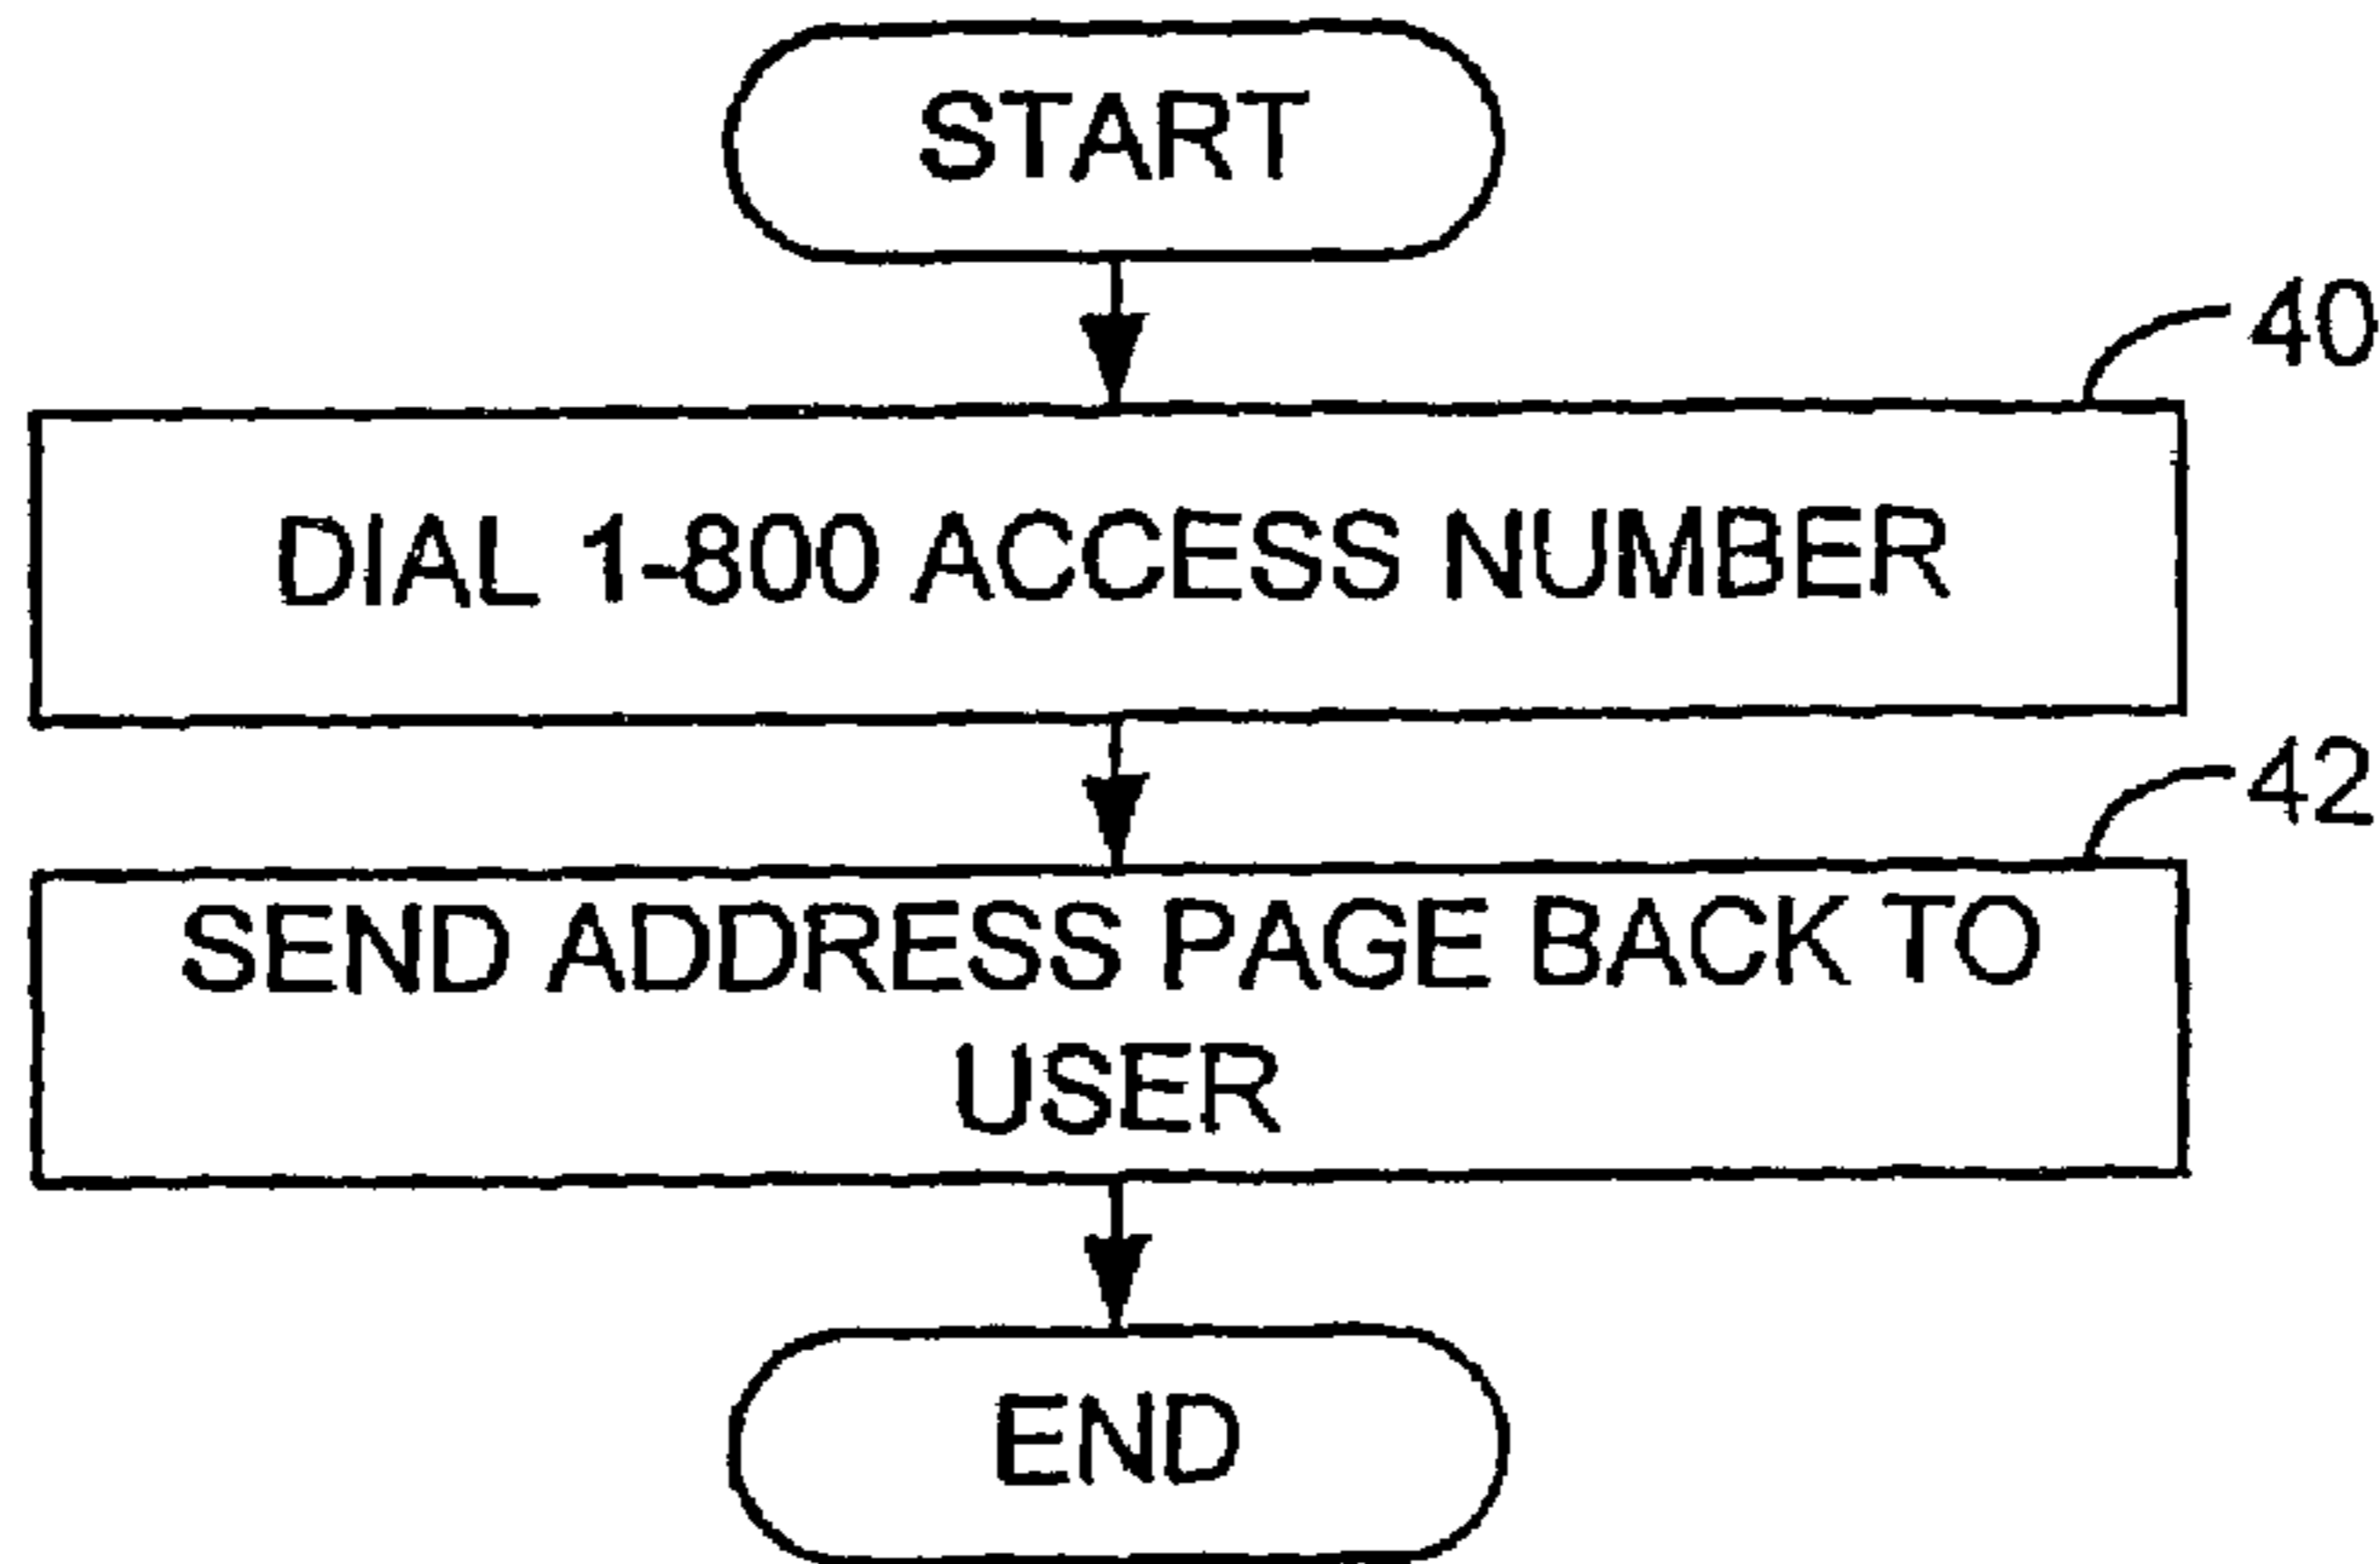 START
40
DIAL 1-800 ACCESS NUMBER
42
SEND ADDRESS PAGE BACK TO
USER
END